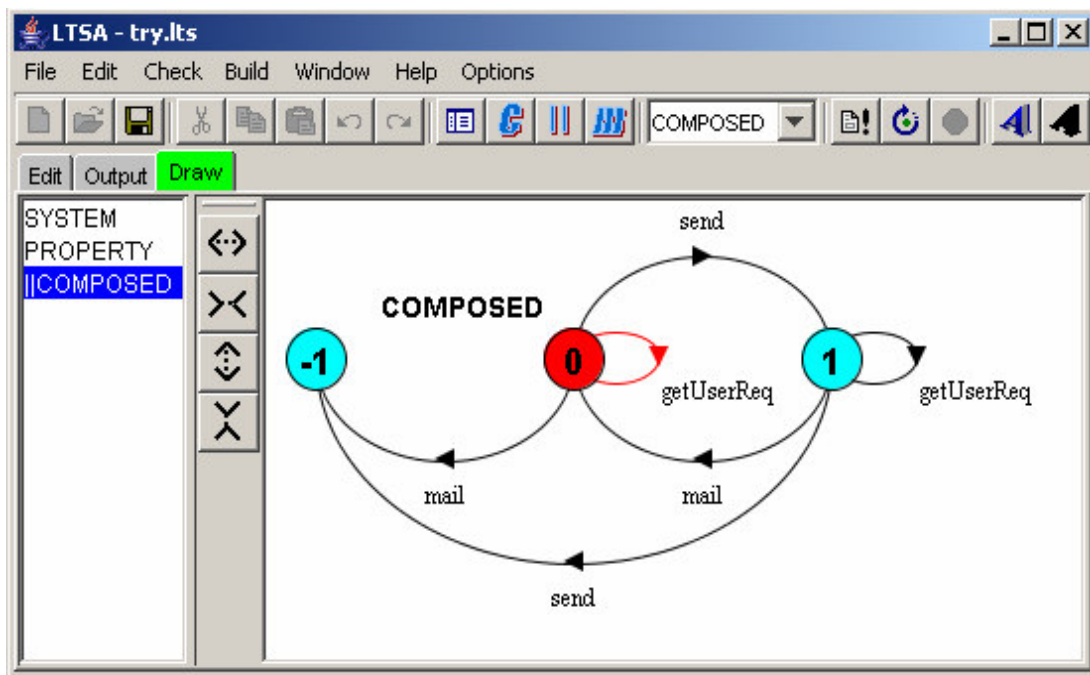 LTSA - try.lts
File Edit Check Build Window Help Options
COMPOSED
Edit Output Draw
SYSTEM
PROPERTY
||COMPOSED
send
COMPOSED
-1 0 1
getUserReq getUserReq
mail mail
send